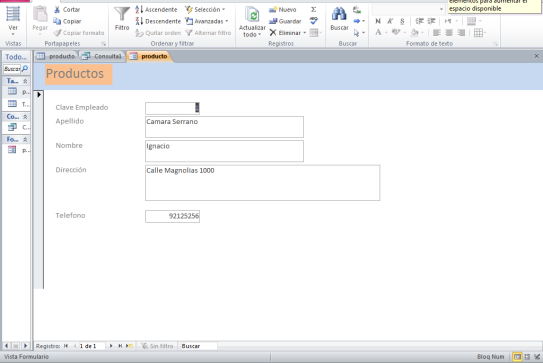 elementos para aumentar el
espacio disponible
Ver
Pegar
Cortar
Copiar
Copiar formato
Filtro
Ascendente
Descendente
Quitar orden
Selección
Avanzadas
Alternar filtro
Actualizar
todo
Nuevo
Guardar
Eliminar
Σ
Buscar
N K S
A
Vistas
Portapapeles
Ordenar y filtrar
Registros
Buscar
Formato de texto
Todo...
producto
Consulta1
producto
Buscar
Productos
Ta...
p...
T...
Co...
C...
Fo...
p...
Clave Empleado
Apellido
Camara Serrano
Nombre
Ignacio
Dirección
Calle Magnolias 1000
Telefono
92125256
Registro: 1 de 1
Sin filtro
Buscar
Vista Formulario
Bloq Num